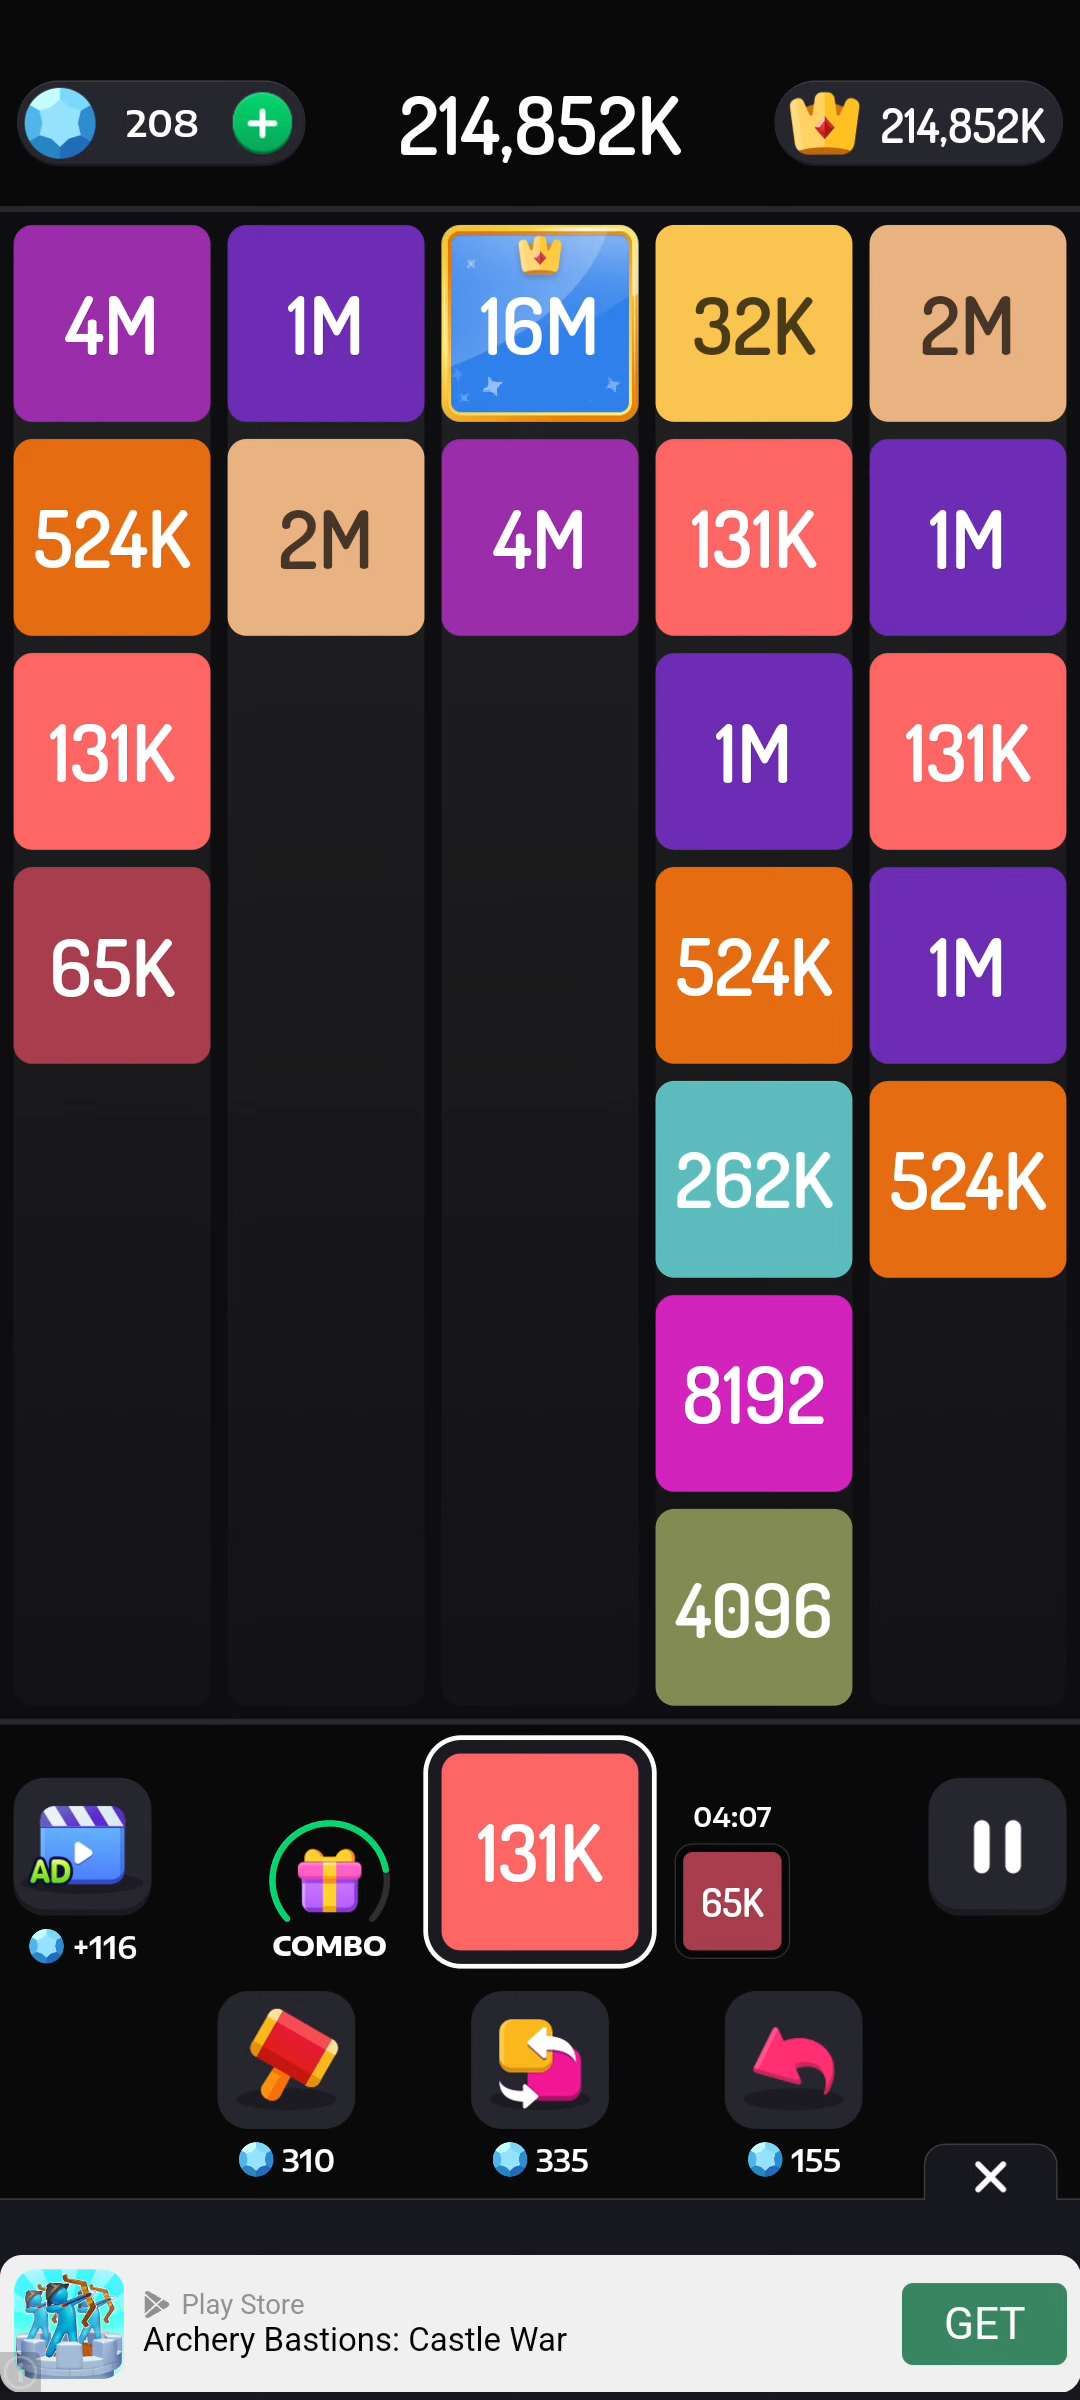 208
214,852K
214,852K
4M 1M 16M 32K 2M
524K 2M 4M 131K 1M
131K 1M 131K
65K 524K 1M
262K 524K
8192
4096
131K
04:07
65K
AD
+116
COMBO
310
335
155
Play Store
Archery Bastions: Castle War
GET